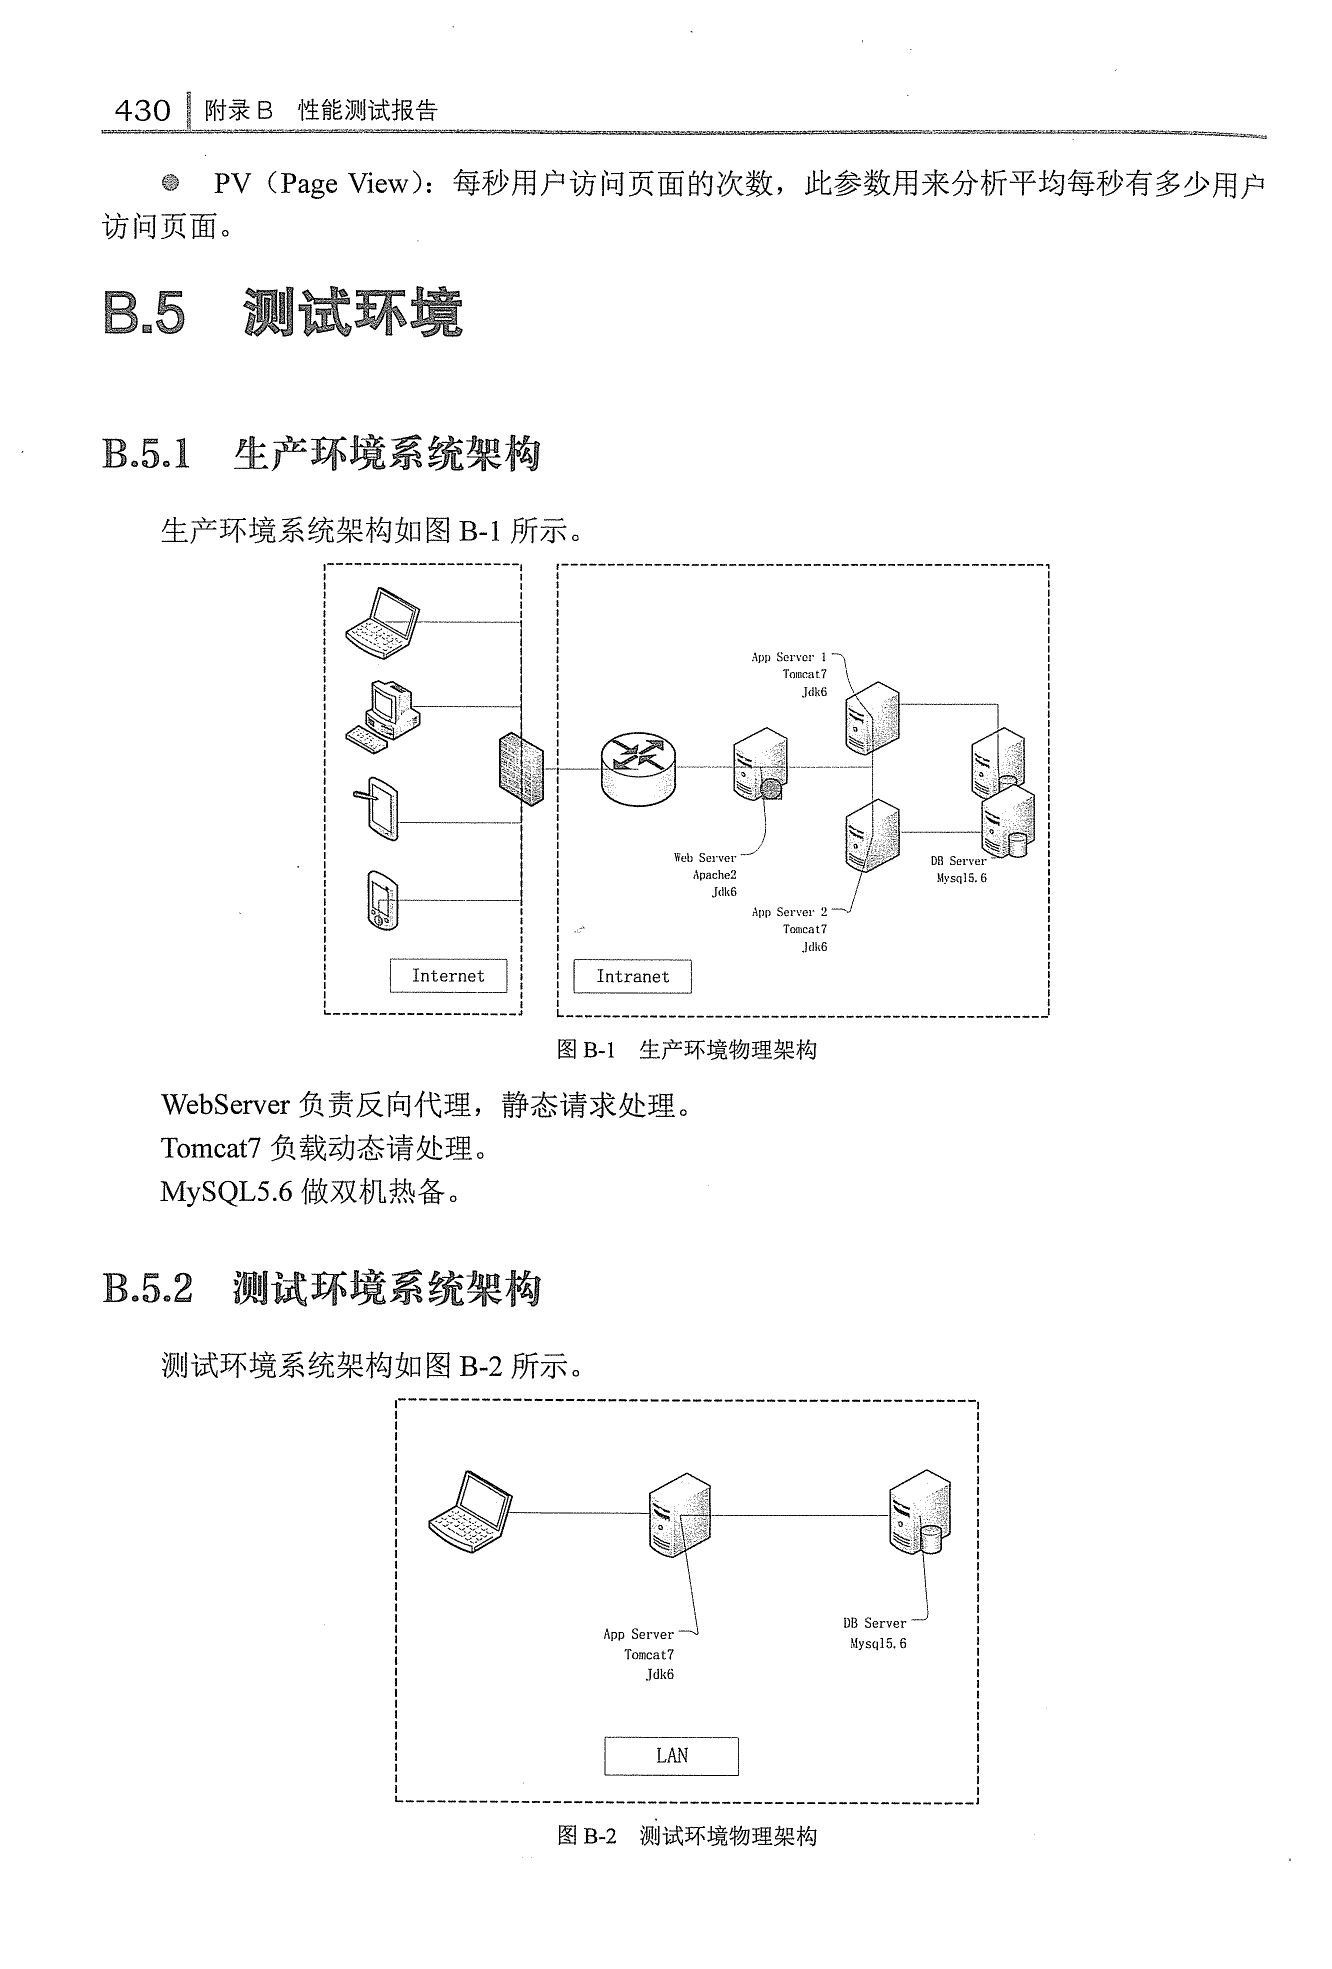 430 附录 B 性能测试报告
● PV（Page View）：每秒用户访问页面的次数，此参数用来分析平均每秒有多少用户
访问页面。
B.5 测试环境
B.5.1 生产环境系统架构
生产环境系统架构如图 B-1 所示。
App Server 1
Tomcat7
Jdk6
Web Server
Apache2
Jdk6
DB Server
Mysql5.6
App Server 2
Tomcat7
Jdk6
Internet
Intranet
图 B-1 生产环境物理架构
WebServer 负责反向代理，静态请求处理。
Tomcat7 负载动态请处理。
MySQL5.6 做双机热备。
B.5.2 测试环境系统架构
测试环境系统架构如图 B-2 所示。
App Server
Tomcat7
Jdk6
DB Server
Mysql5.6
LAN
图 B-2 测试环境物理架构